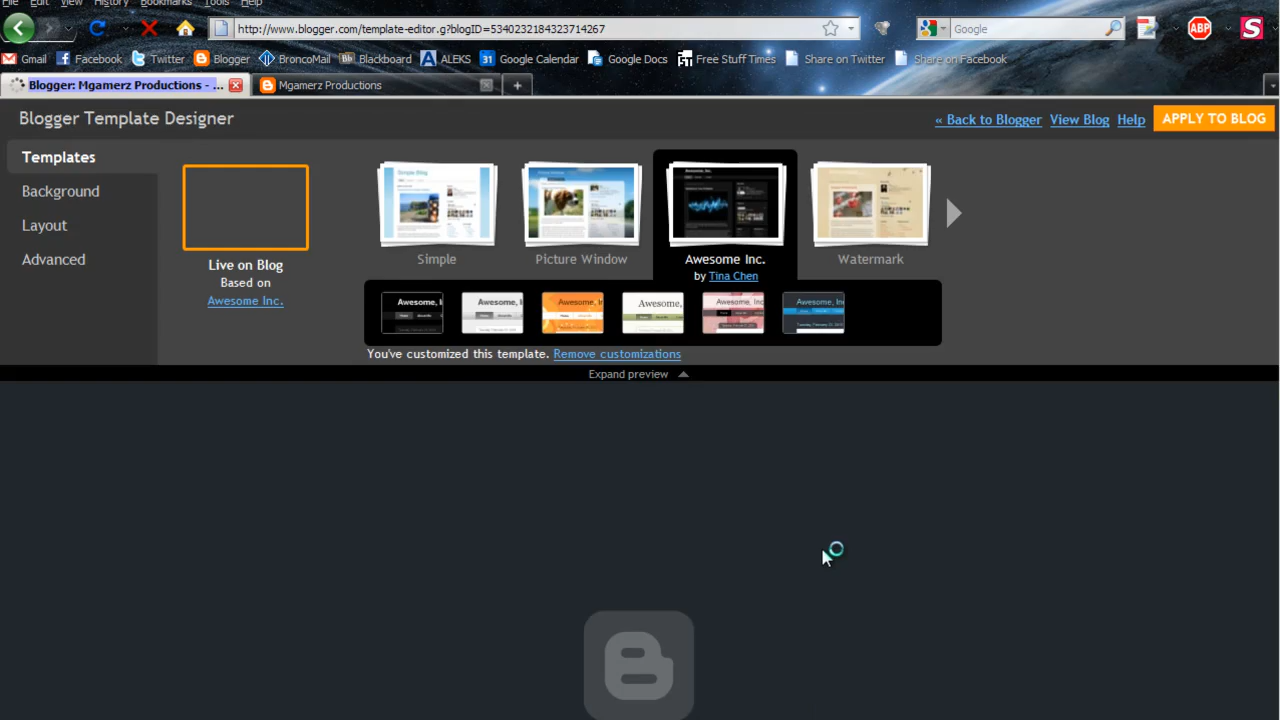 File Edit View History Bookmarks Tools Help
http://www.blogger.com/template-editor.g?blogID=5340232184323714267
Google
Gmail Facebook Twitter Blogger BroncoMail Blackboard ALEKS 31 Google Calendar Google Docs Free Stuff Times Share on Twitter Share on Facebook
Blogger: Mgamerz Productions - ... Mgamerz Productions
Blogger Template Designer
« Back to Blogger View Blog Help APPLY TO BLOG
ABP
Templates
Background
Layout
Advanced
Live on Blog
Based on
Awesome Inc.
Simple
Picture Window
Awesome Inc.
by Tina Chen
Watermark
You've customized this template. Remove customizations
Expand preview